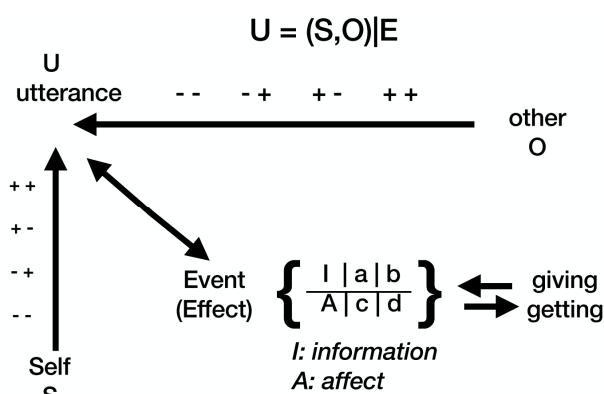 U = (S,O)|E
U
utterance
- - - + + - + +
other
O
+ +
+ -
- +
- -
Event
(Effect)
{ I | a | b
A | c | d }
giving
getting
I: information
A: affect
Self
S